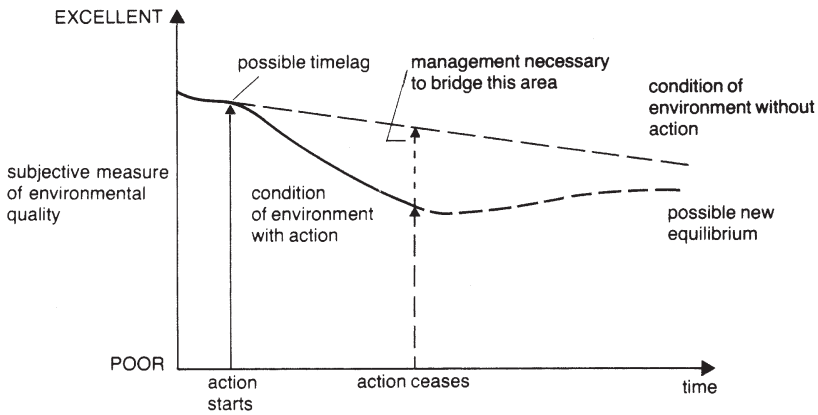 EXCELLENT
possible timelag
management necessary
to bridge this area
condition of
environment without
action
subjective measure
of environmental
quality
condition
of environment
with action
possible new
equilibrium
POOR
action
starts
action ceases
time